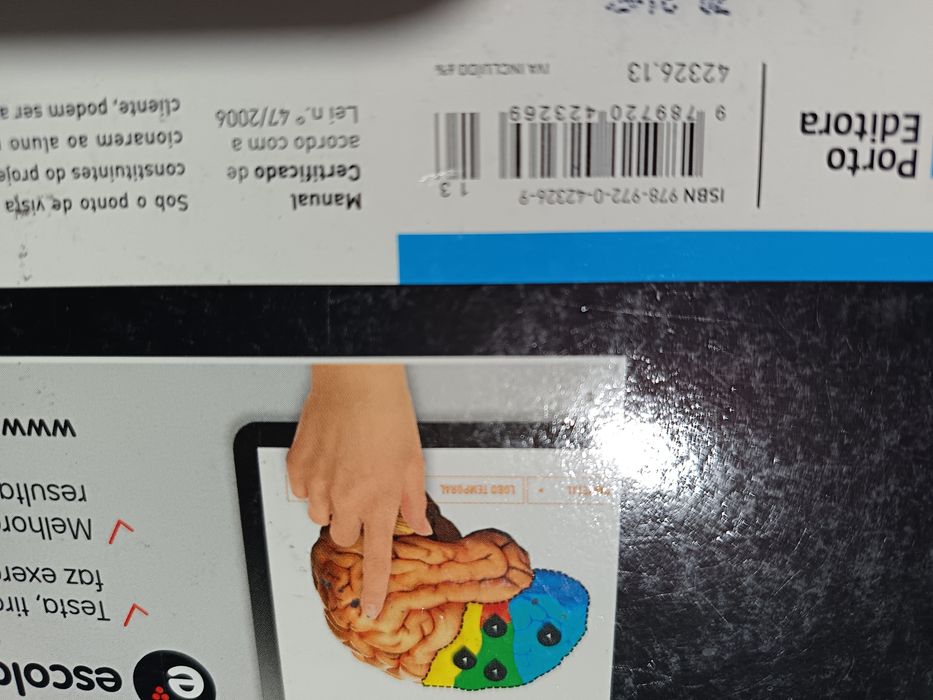 escol
Testa, tir
faz exer
Melhor
resulta
www
LOBO TEMPORAL
Porto
Editora
ISBN 978-972-0-42326-9
13
9 789720 423269
42326.13
IVA INCLUÍDO 6%
Manual
Certificado de
acordo com a
Lei n.º 47/2006
Sob o ponto de vista
constituintes do proje
cionarem ao aluno
cliente, podem ser a